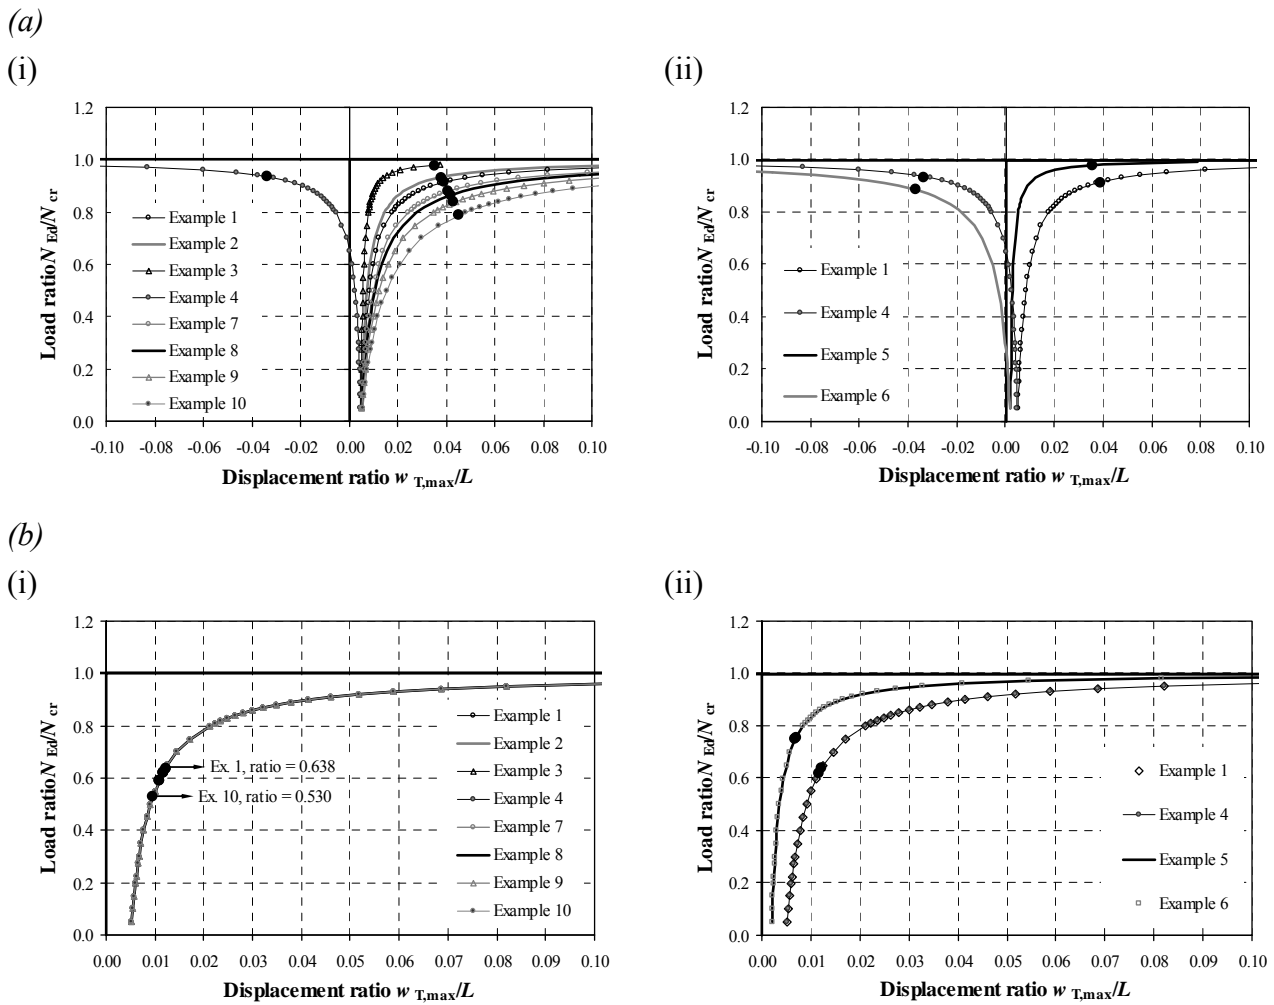 (a)
(i)
(ii)
1.2
1.0
0.8
0.6
0.4
0.2
0.0
Load ratio N Ed/N cr
Example 1
Example 2
Example 3
Example 4
Example 7
Example 8
Example 9
Example 10
-0.10 -0.08 -0.06 -0.04 -0.02 0.00 0.02 0.04 0.06 0.08 0.10
Displacement ratio w T,max/L
1.2
1.0
0.8
0.6
0.4
0.2
0.0
Load ratio N Ed/N cr
Example 1
Example 4
Example 5
Example 6
-0.10 -0.08 -0.06 -0.04 -0.02 0.00 0.02 0.04 0.06 0.08 0.10
Displacement ratio w T,max/L
(b)
(i)
(ii)
1.2
1.0
0.8
0.6
0.4
0.2
0.0
Load ratio N Ed/N cr
Ex. 1, ratio = 0.638
Ex. 10, ratio = 0.530
Example 1
Example 2
Example 3
Example 4
Example 7
Example 8
Example 9
Example 10
0.00 0.01 0.02 0.03 0.04 0.05 0.06 0.07 0.08 0.09 0.10
Displacement ratio w T,max/L
1.2
1.0
0.8
0.6
0.4
0.2
0.0
Load ratio N Ed/N cr
Example 1
Example 4
Example 5
Example 6
0.00 0.01 0.02 0.03 0.04 0.05 0.06 0.07 0.08 0.09 0.10
Displacement ratio w T,max/L